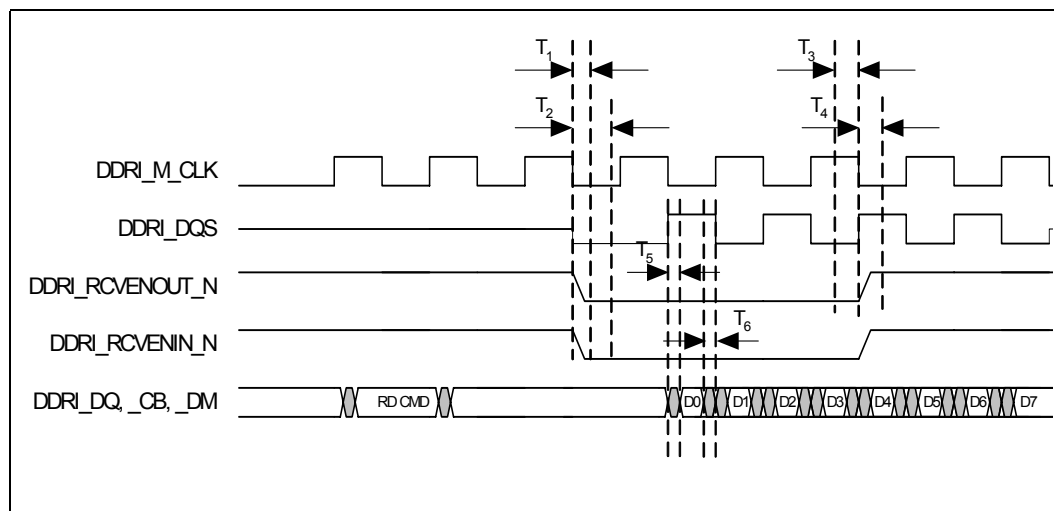 T1
T3
T2
T4
DDRI_M_CLK
DDRI_DQS
T5
DDRI_RCVENOUT_N
T6
DDRI_RCVENIN_N
DDRI_DQ, _CB, _DM
RD CMD
D0 D1 D2 D3 D4 D5 D6 D7